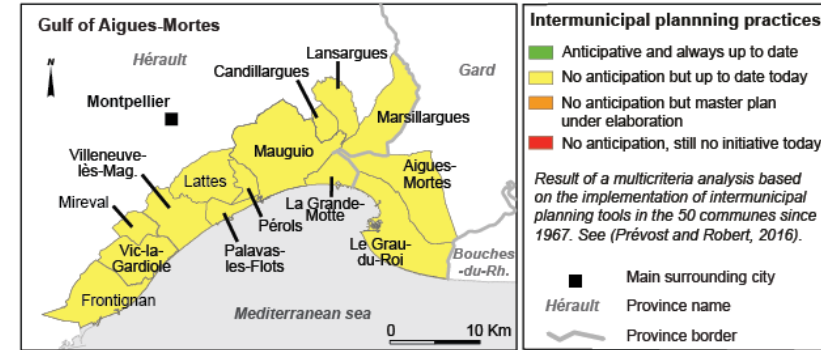 Gulf of Aigues-Mortes
Hérault
Lansargues
Candillargues
Gard
N
Montpellier
Marsillargues
Villeneuve-
lès-Mag.
Mauguio
Aigues-
Mortes
Lattes
Mireval
La Grande-
Motte
Pérols
Vic-la-
Gardiole
Palavas-
les-Flots
Le Grau-
du-Roi
Bouches
-du-Rh.
Frontignan
Mediterranean sea
0 10 Km
Intermunicipal plannning practices
Anticipative and always up to date
No anticipation but up to date today
No anticipation but master plan
under elaboration
No anticipation, still no initiative today
Result of a multicriteria analysis based
on the implementation of intermunicipal
planning tools in the 50 communes since
1967. See (Prévost and Robert, 2016).
Main surrounding city
Hérault Province name
Province border